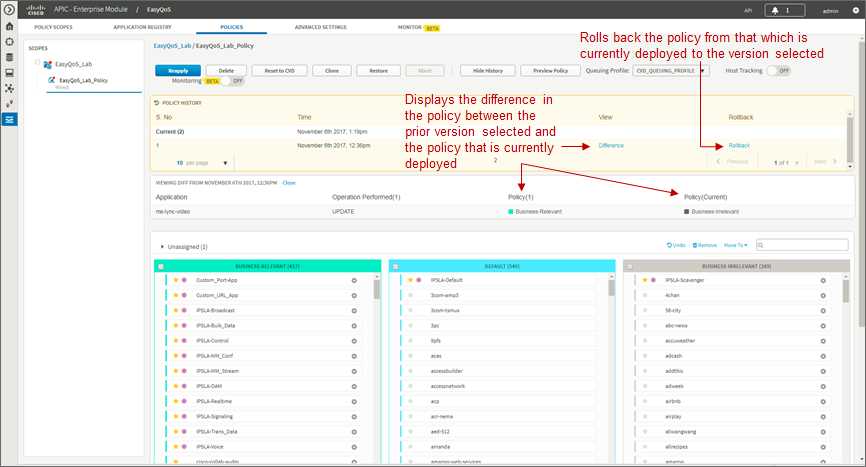 CISCO APIC - Enterprise Module / EasyQoS API 1 admin
POLICY SCOPES APPLICATION REGISTRY POLICIES ADVANCED SETTINGS MONITOR BETA
SCOPES
EasyQoS_Lab
EasyQoS_Lab_Policy
Wired
EasyQoS_Lab / EasyQoS_Lab_Policy
Rolls back the policy from that which is
currently deployed to the version selected
Reapply Delete Reset to CVD Clone Restore Abort Hide History Preview Policy Queuing Profile: CVD_QUEUING_PROFILE Host Tracking OFF
Monitoring BETA OFF
Displays the difference in
the policy between the
prior version selected and
the policy that is currently
deployed
POLICY HISTORY
S. No Time View Rollback
Current (2) November 6th 2017, 1:19pm
1 November 6th 2017, 12:36pm Difference Rollback
10 per page 2 Previous 1 of 1 Next
VIEWING DIFF FROM NOVEMBER 6TH 2017, 12:36PM Close
Application Operation Performed(1) Policy(1) Policy(Current)
ms-lync-video UPDATE Business-Relevant Business-Irrelevant
Unassigned (1) Undo Remove Move To
BUSINESS RELEVANT (457) DEFAULT (549) BUSINESS IRRELEVANT (389)
Custom_Port-App IPSLA-Default IPSLA-Scavenger
Custom_URL_App 3com-amp3 4chan
IPSLA-Broadcast 3com-tsmux 58-city
IPSLA-Bulk_Data 3pc abc-news
IPSLA-Control 9pfs accuweather
IPSLA-MM_Conf acas adcash
IPSLA-MM_Stream accessbuilder addthis
IPSLA-OAM accessnetwork adweek
IPSLA-Realtime acp airbnb
IPSLA-Signaling acr-nema airplay
IPSLA-Trans_Data aed-512 aliwangwang
IPSLA-Voice amanda allrecipes
cisco-collab-audio amazon-web-services amazon